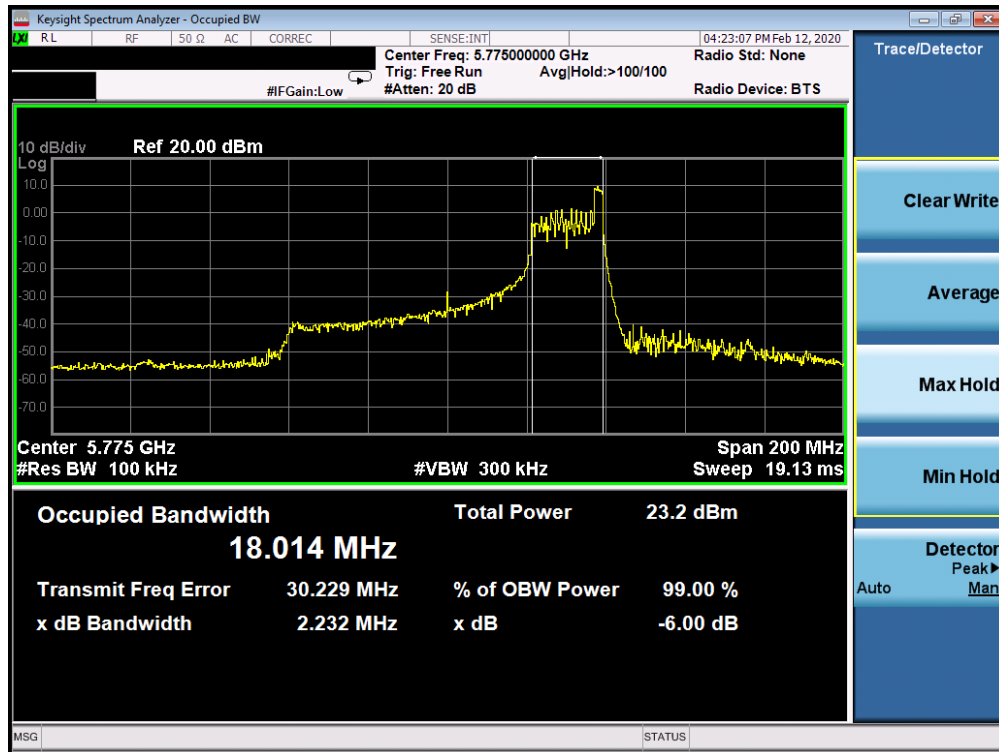 Keysight Spectrum Analyzer - Occupied BW
LXI RL RF 50 Ω AC CORREC SENSE:INT 04:23:07 PM Feb 12, 2020
Center Freq: 5.775000000 GHz Radio Std: None
Trig: Free Run Avg|Hold:>100/100
#IFGain:Low #Atten: 20 dB Radio Device: BTS
10 dB/div Ref 20.00 dBm
Log
10.0
0.00
-10.0
-20.0
-30.0
-40.0
-50.0
-60.0
-70.0
Center 5.775 GHz Span 200 MHz
#Res BW 100 kHz #VBW 300 kHz Sweep 19.13 ms
Occupied Bandwidth Total Power 23.2 dBm
18.014 MHz
Transmit Freq Error 30.229 MHz % of OBW Power 99.00 %
x dB Bandwidth 2.232 MHz x dB -6.00 dB
MSG STATUS
Trace/Detector
Clear Write
Average
Max Hold
Min Hold
Detector
Peak▶
Auto Man